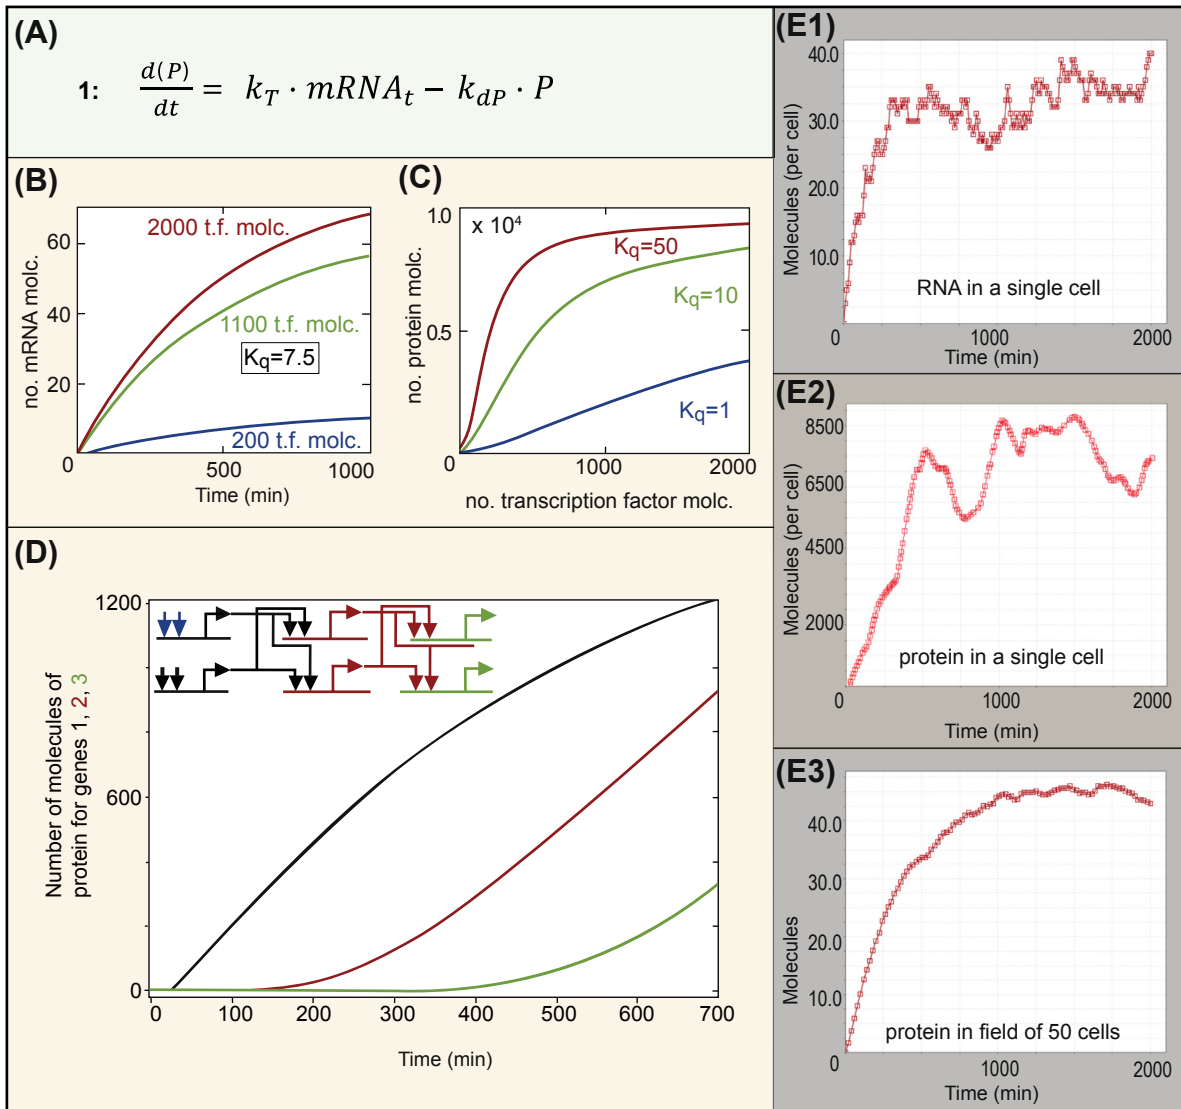 (A)
1: d(P)/dt = k_T · mRNA_t − k_dP · P
(B)
no. mRNA molc.
60
40
20
0
500
1000
Time (min)
2000 t.f. molc.
1100 t.f. molc.
Kq=7.5
200 t.f. molc.
(C)
no. protein molc.
1.0
0.5
x 10⁴
Kq=50
Kq=10
Kq=1
0
1000
2000
no. transcription factor molc.
(D)
Number of molecules of
protein for genes 1, 2, 3
1200
600
0
0
100
200
300
400
500
600
700
Time (min)
(E1)
Molecules (per cell)
40.0
30.0
20.0
10.0
RNA in a single cell
0
1000
2000
Time (min)
(E2)
Molecules (per cell)
8500
6500
4500
2000
protein in a single cell
0
1000
2000
Time (min)
(E3)
Molecules
40.0
30.0
20.0
10.0
0
protein in field of 50 cells
1000
2000
Time (min)